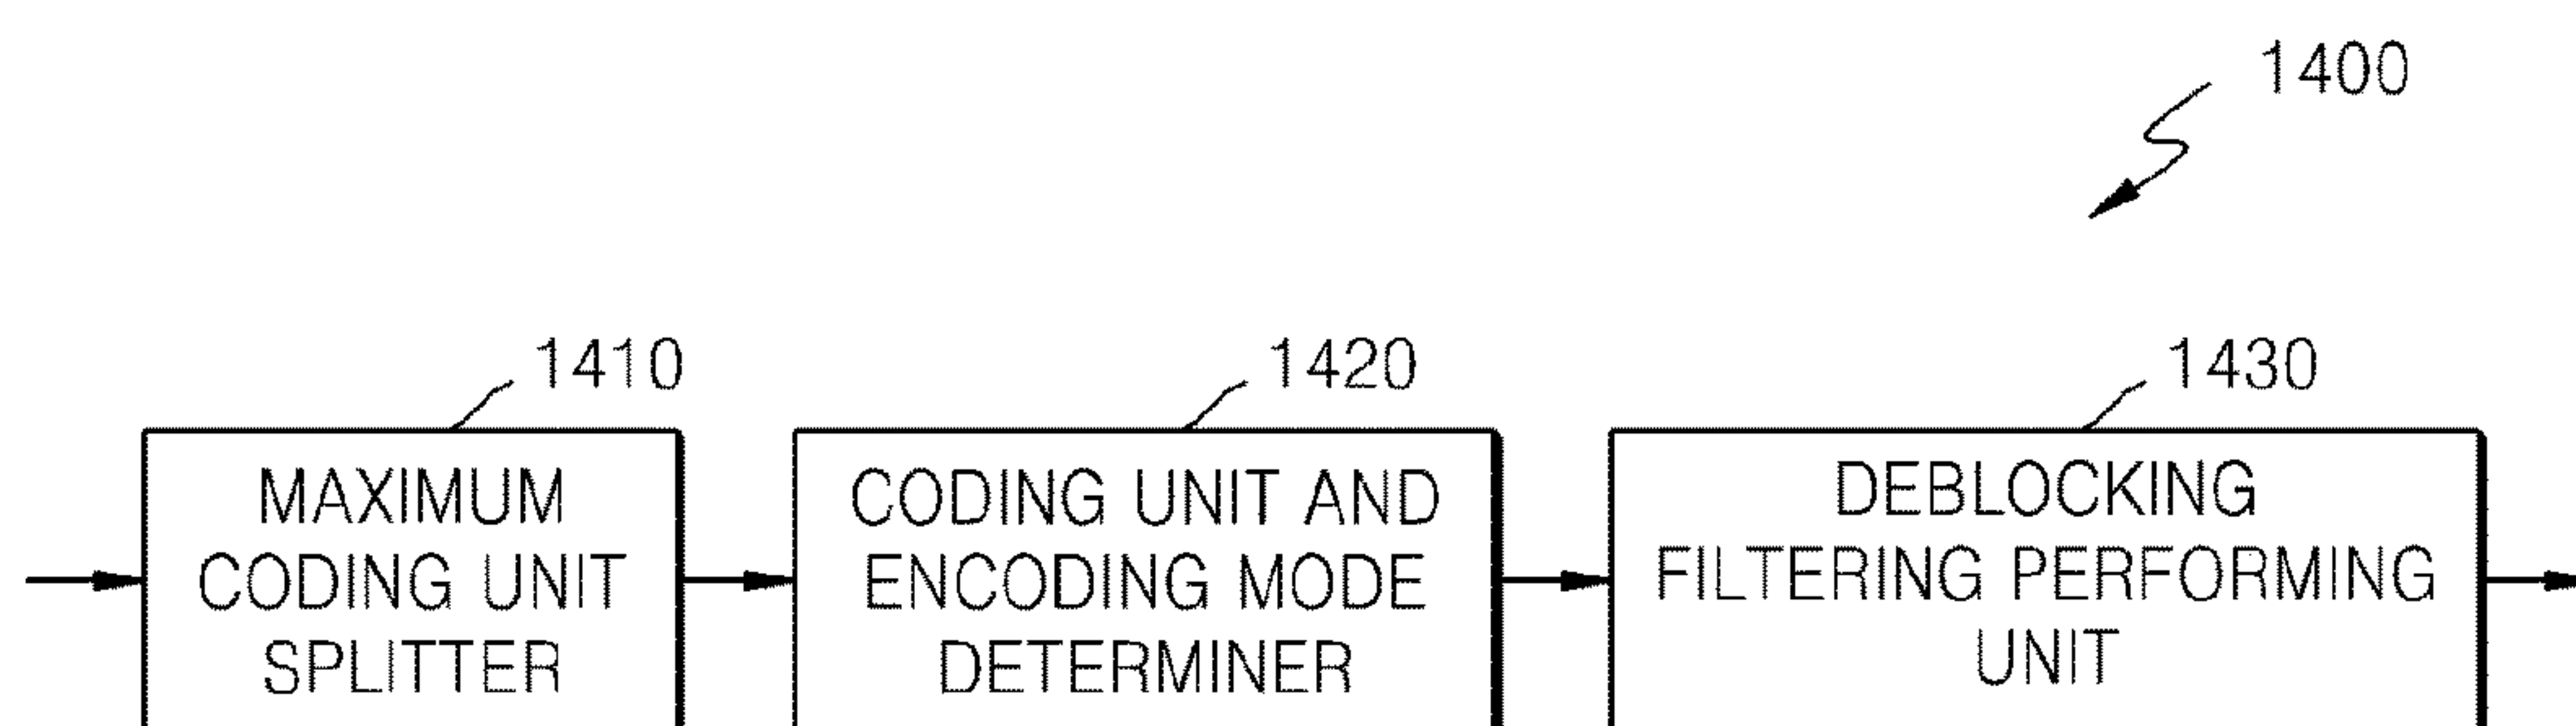 1400
1410
1420
1430
MAXIMUM
CODING UNIT
SPLITTER
CODING UNIT AND
ENCODING MODE
DETERMINER
DEBLOCKING
FILTERING PERFORMING
UNIT